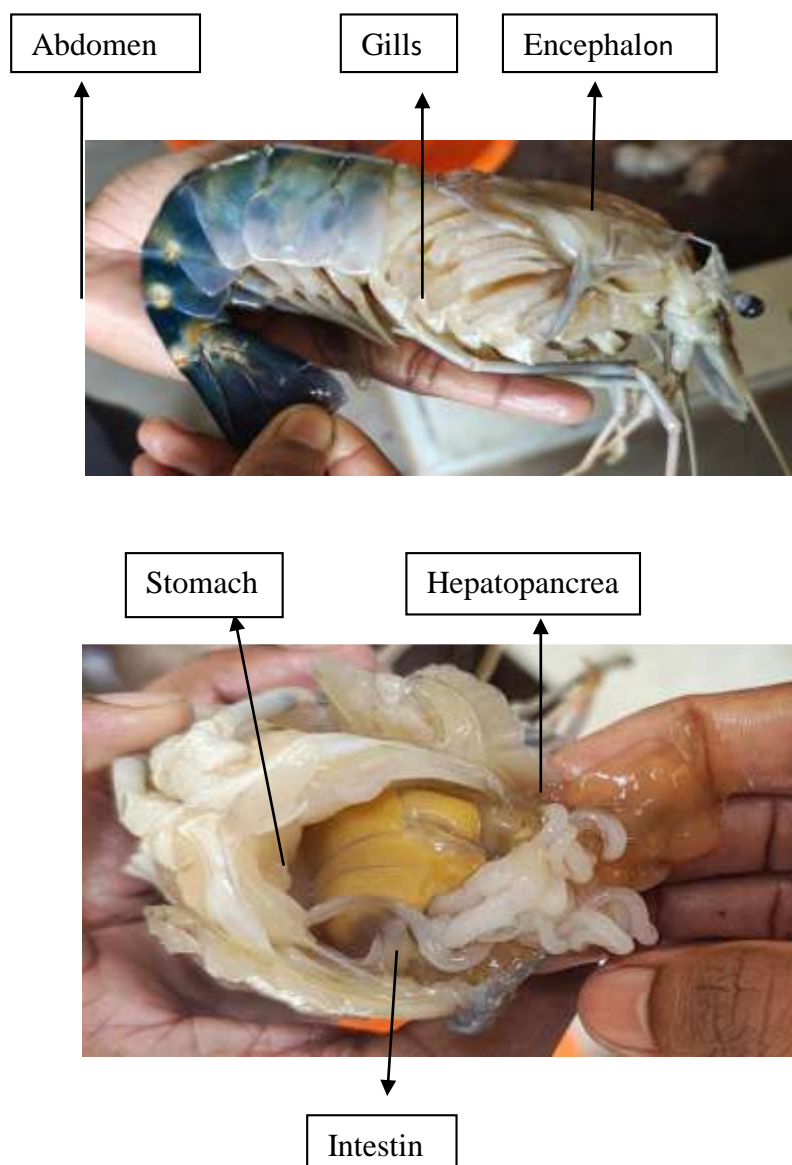 Abdomen
Gills
Encephalon
Stomach
Hepatopancrea
Intestin